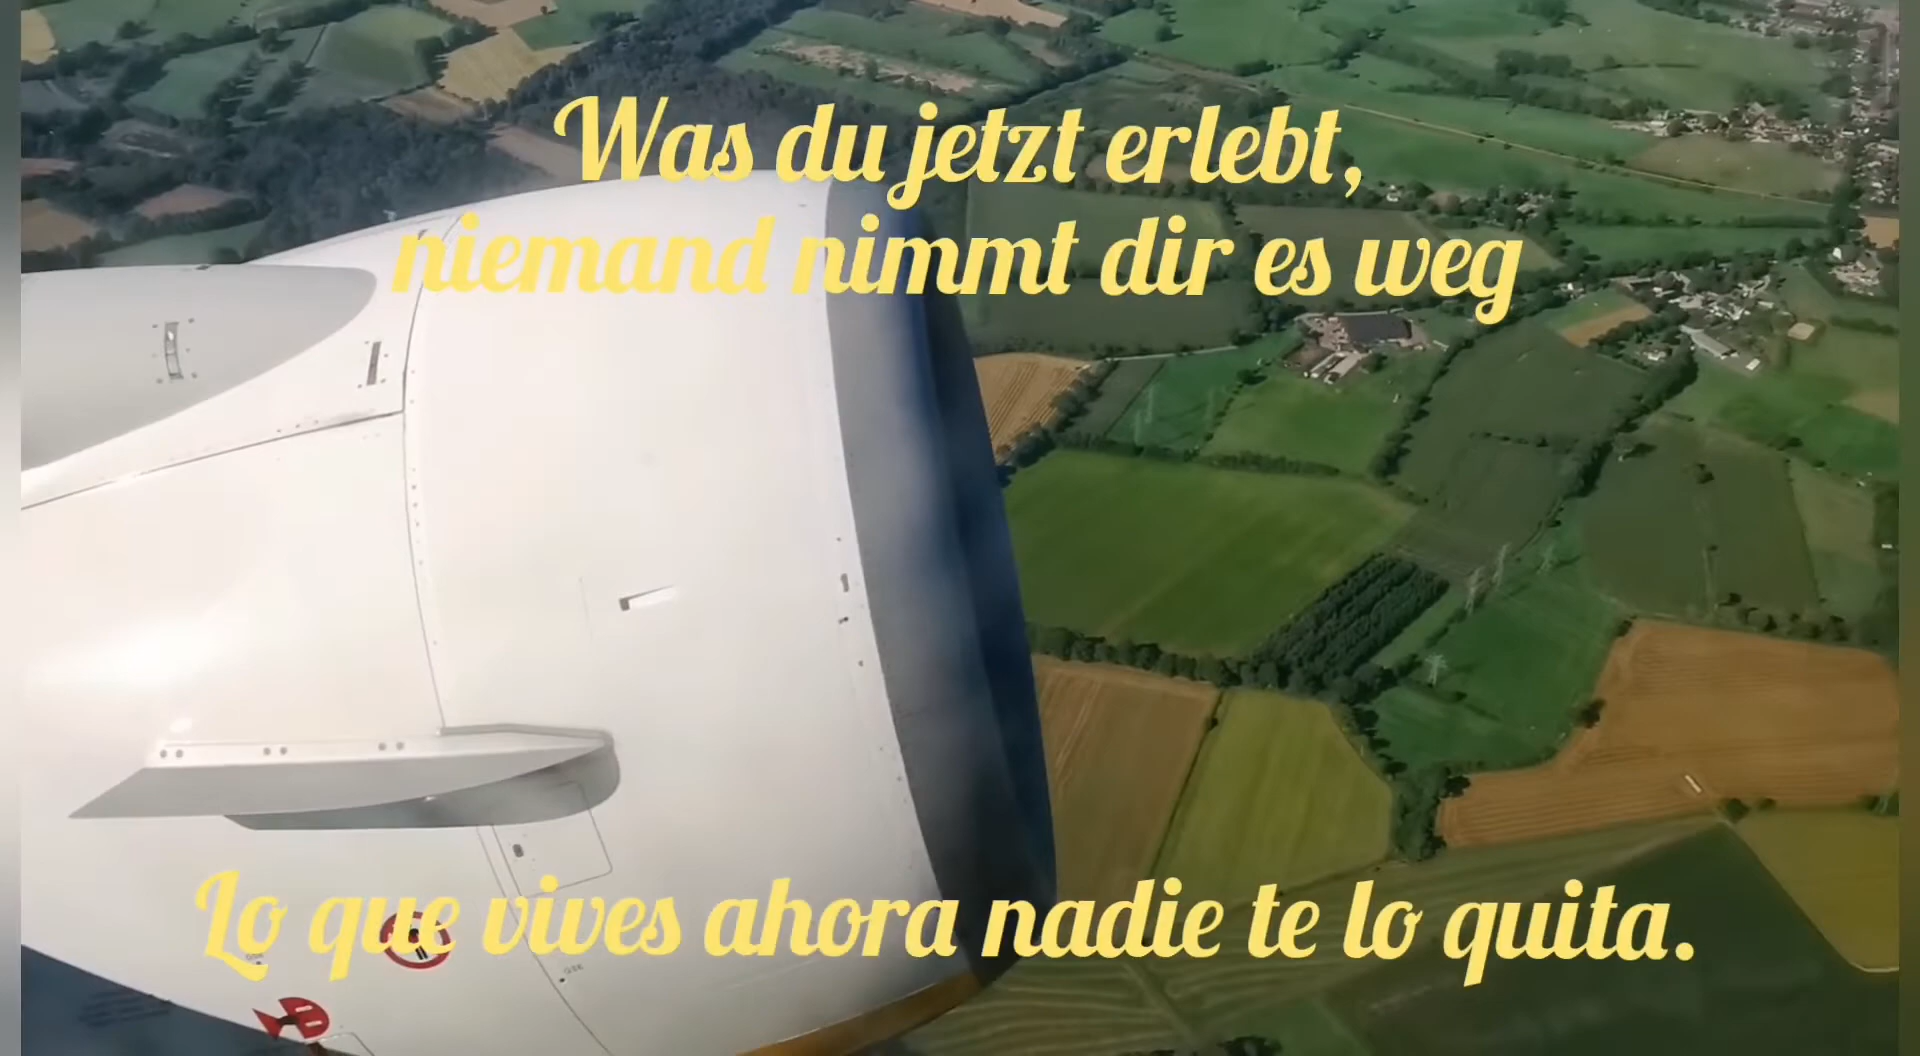 Was du jetzt erlebt,
niemand nimmt dir es weg
Lo que vives ahora nadie te lo quita.